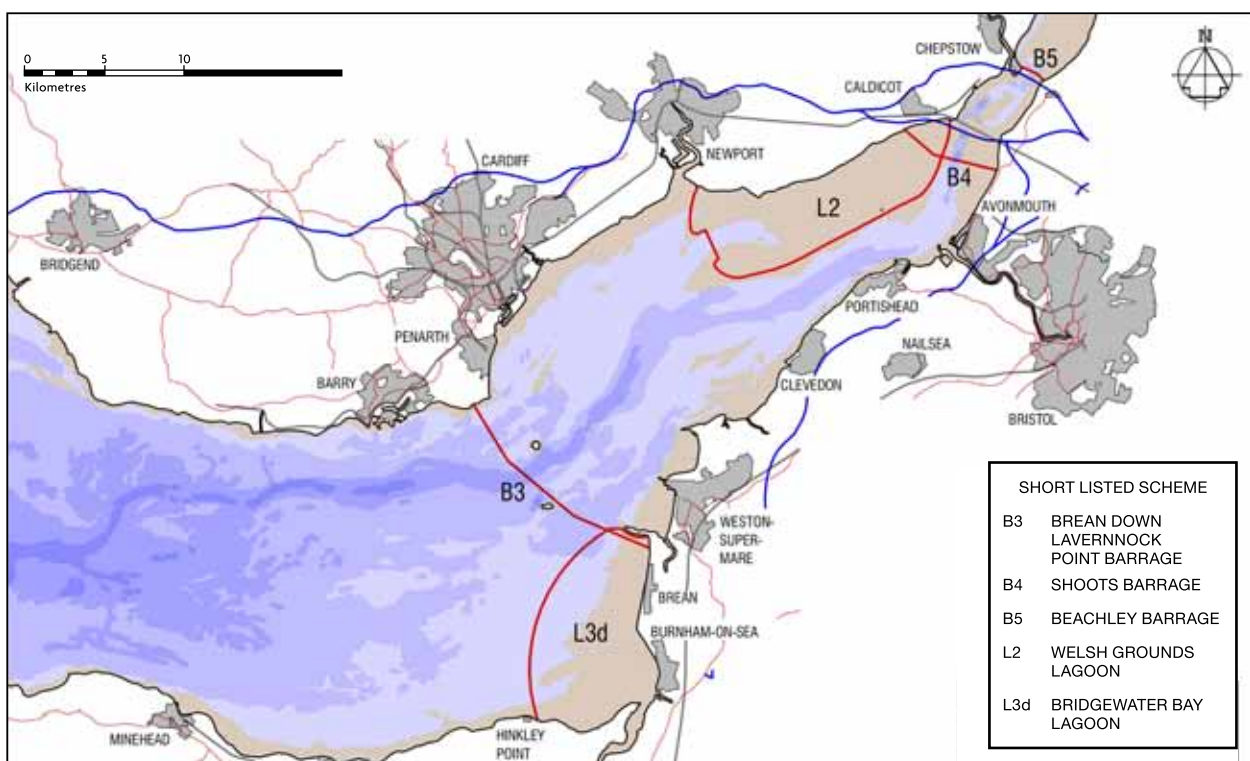 0 5 10
Kilometres
N
CHEPSTOW
B5
CALDICOT
NEWPORT
CARDIFF
B4
L2
AVONMOUTH
BRIDGEND
PORTISHEAD
PENARTH
NAILSEA
BARRY
CLEVEDON
BRISTOL
B3
WESTON-
SUPER-
MARE
BREAN
L3d
BURNHAM-ON-SEA
MINEHEAD
HINKLEY
POINT
SHORT LISTED SCHEME
B3 BREAN DOWN
LAVERNNOCK
POINT BARRAGE
B4 SHOOTS BARRAGE
B5 BEACHLEY BARRAGE
L2 WELSH GROUNDS
LAGOON
L3d BRIDGEWATER BAY
LAGOON